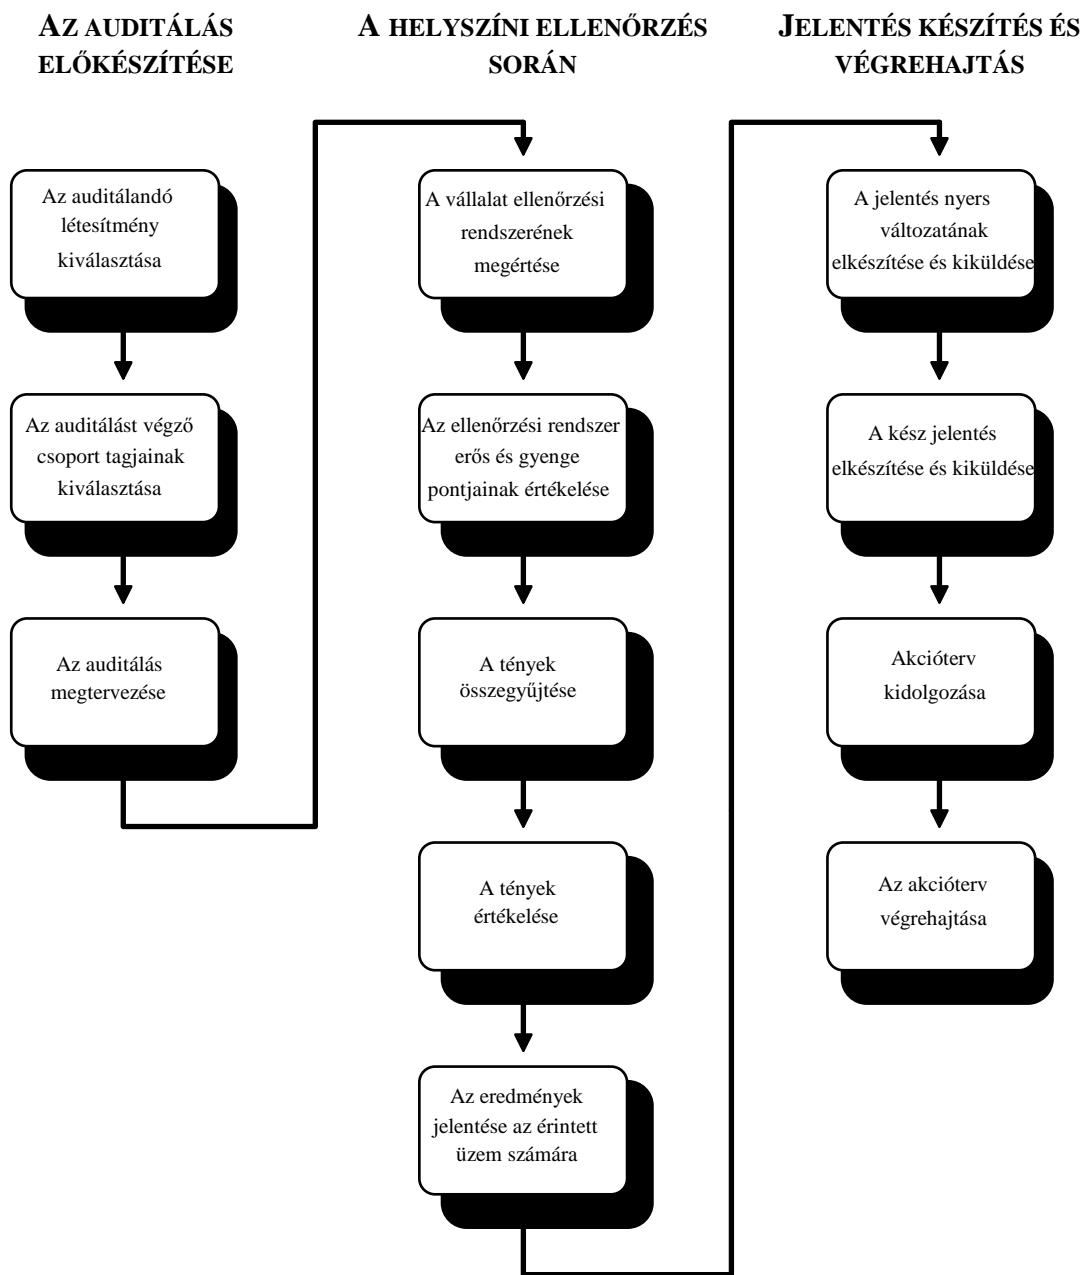 AZ AUDITÁLÁS
ELŐKÉSZÍTÉSE
Az auditálandó
létesítmény
kiválasztása
Az auditálást végző
csoport tagjainak
kiválasztása
Az auditálás
megtervezése
A HELYSZÍNI ELLENŐRZÉS
SORÁN
A vállalat ellenőrzési
rendszerének
megértése
Az ellenőrzési rendszer
erős és gyenge
pontjainak értékelése
A tények
összegyűjtése
A tények
értékelése
Az eredmények
jelentése az érintett
üzem számára
JELENTÉS KÉSZÍTÉS ÉS
VÉGREHAJTÁS
A jelentés nyers
változatának
elkészítése és kiküldése
A kész jelentés
elkészítése és kiküldése
Akcióterv
kidolgozása
Az akcióterv
végrehajtása